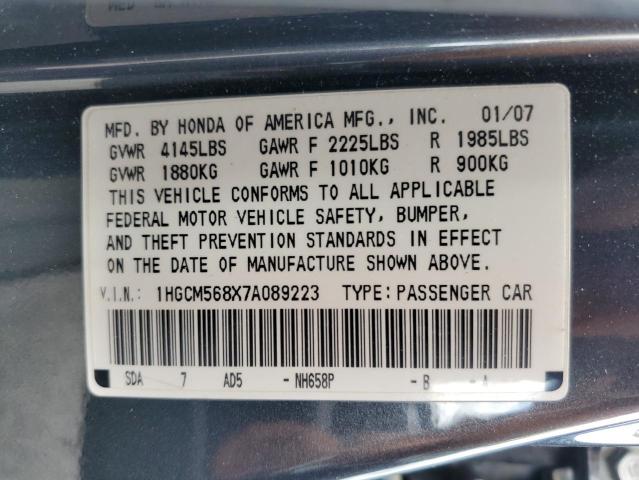 MFD. BY HONDA OF AMERICA MFG., INC. 01/07
GVWR 4145LBS GAWR F 2225LBS R 1985LBS
GVWR 1880KG GAWR F 1010KG R 900KG
THIS VEHICLE CONFORMS TO ALL APPLICABLE
FEDERAL MOTOR VEHICLE SAFETY, BUMPER,
AND THEFT PREVENTION STANDARDS IN EFFECT
ON THE DATE OF MANUFACTURE SHOWN ABOVE.
V.I.N.: 1HGCM568X7A089223 TYPE: PASSENGER CAR
SDA 7 AD5 -NH658P -B -A